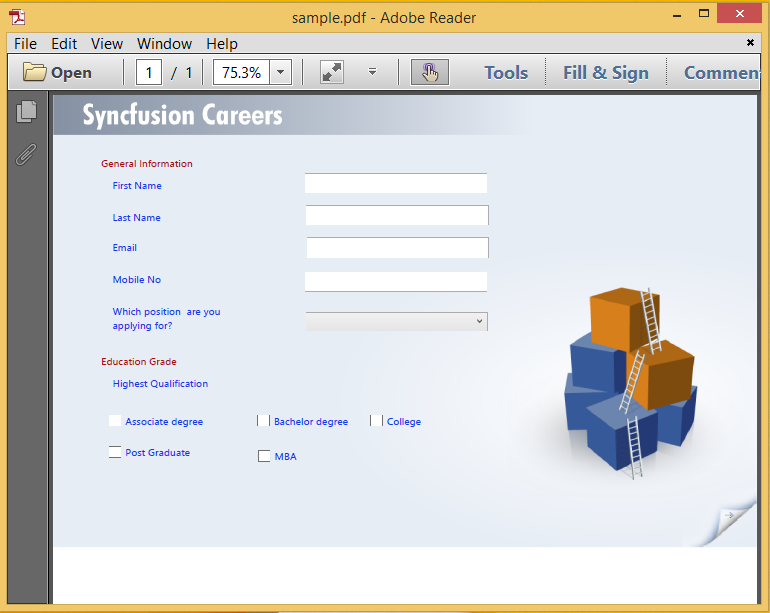 sample.pdf - Adobe Reader
File Edit View Window Help
Open 1 / 1 75.3% Tools Fill & Sign Commen
Syncfusion Careers
General Information
First Name
Last Name
Email
Mobile No
Which position are you
applying for?
Education Grade
Highest Qualification
Associate degree Bachelor degree College
Post Graduate MBA